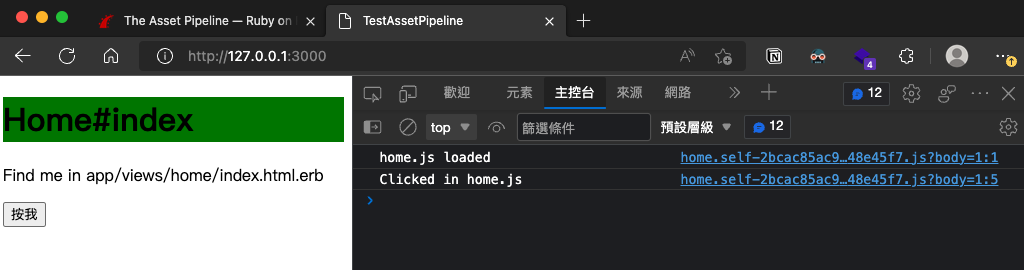 The Asset Pipeline — Ruby on
TestAssetPipeline
http://127.0.0.1:3000
4
Home#index
Find me in app/views/home/index.html.erb
按我
歡迎 元素 主控台 來源 網路 12
top 篩選條件 預設層級 12
home.js loaded home.self-2bcac85ac9…48e45f7.js?body=1:1
Clicked in home.js home.self-2bcac85ac9…48e45f7.js?body=1:5